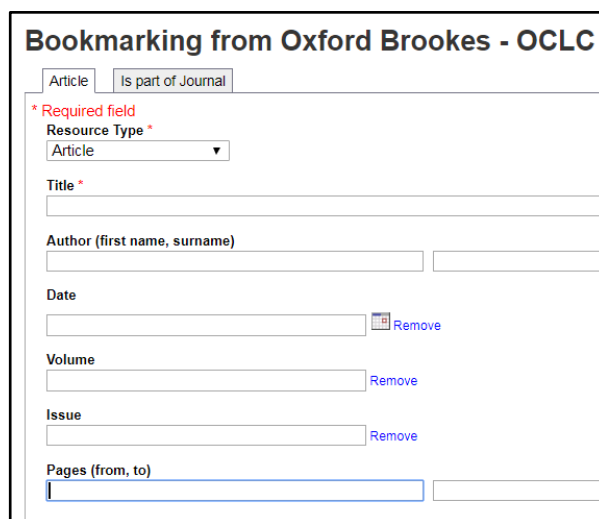 Bookmarking from Oxford Brookes - OCLC
Article Is part of Journal
* Required field
Resource Type *
Article
Title *
Author (first name, surname)
Date
Remove
Volume
Remove
Issue
Remove
Pages (from, to)